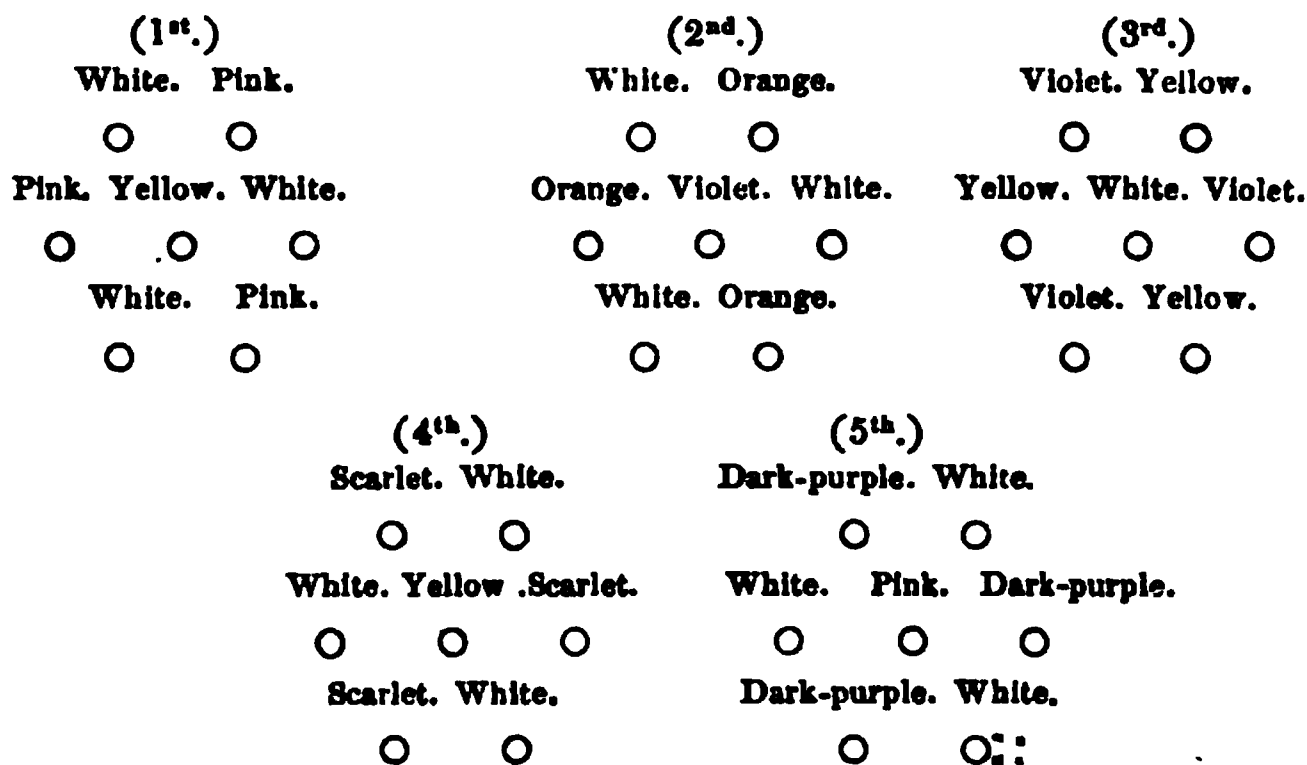 (1st.) (2nd.) (3rd.)
White. Pink. White. Orange. Violet. Yellow.
Pink. Yellow. White. Orange. Violet. White. Yellow. White. Violet.
White. Pink. White. Orange. Violet. Yellow.
(4th.) (5th.)
Scarlet. White. Dark-purple. White.
White. Yellow .Scarlet. White. Pink. Dark-purple.
Scarlet. White. Dark-purple. White.